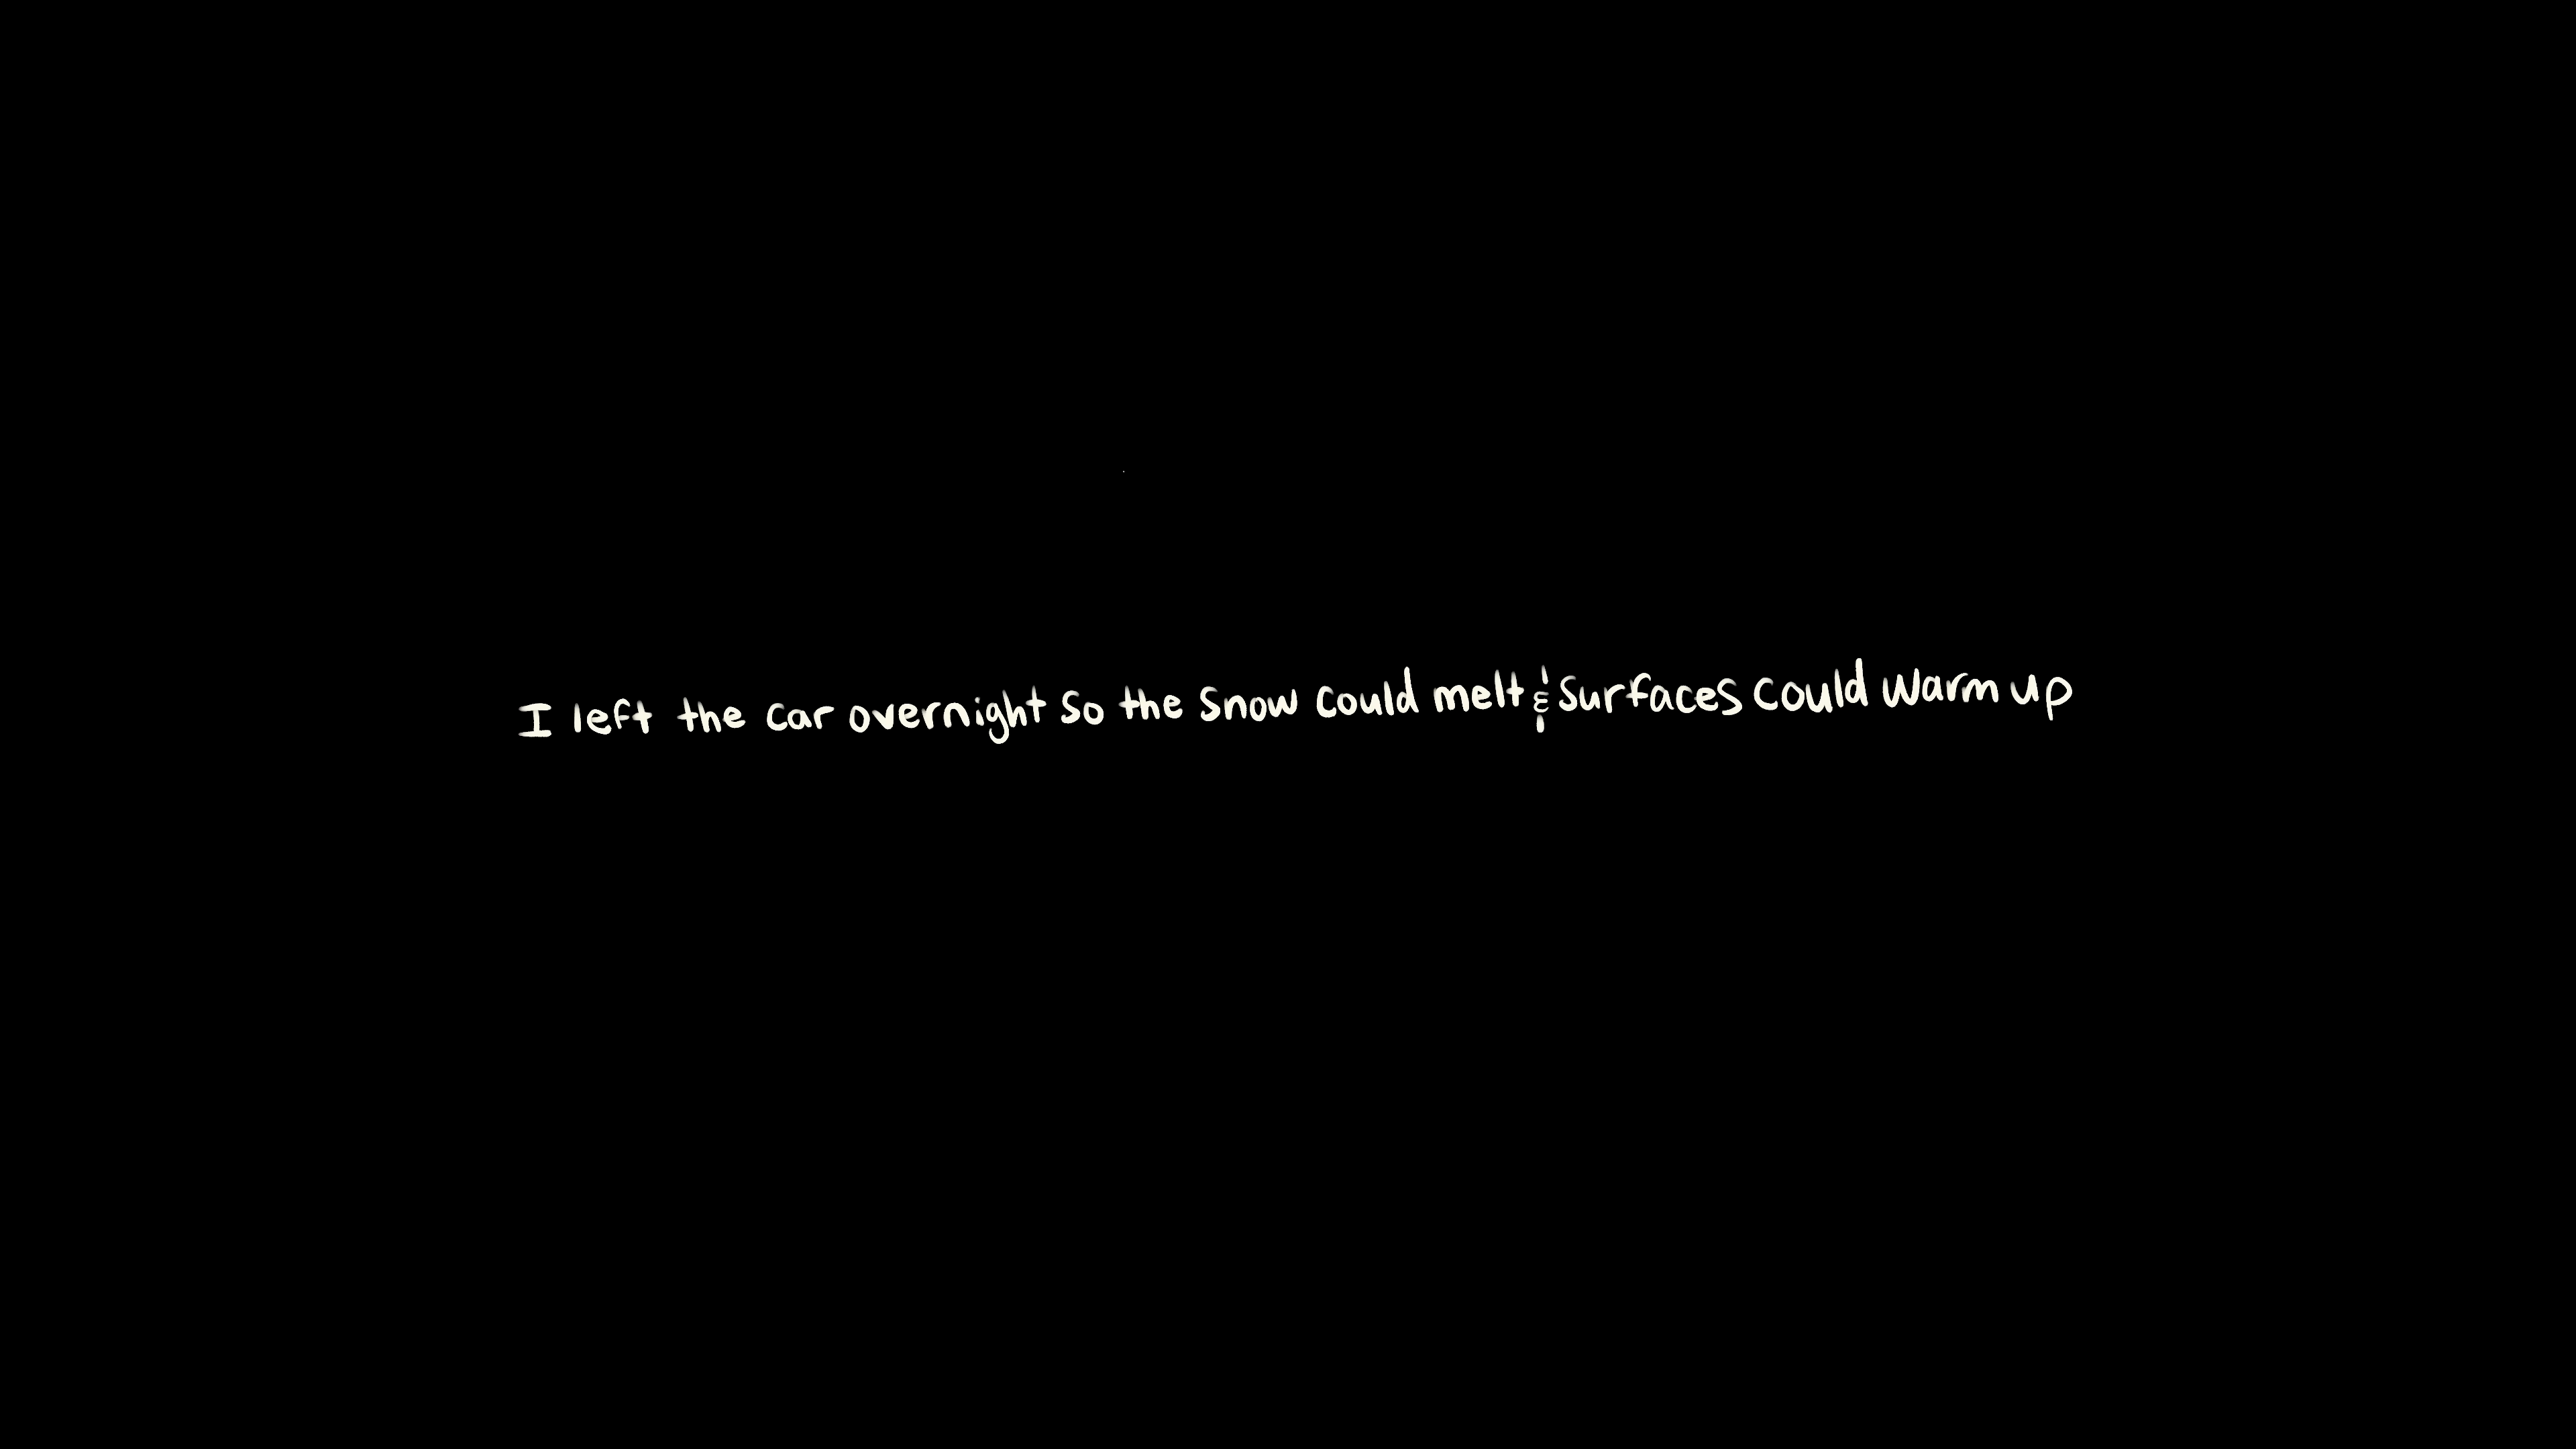 I left the car overnight so the snow could melt & surfaces could warm up